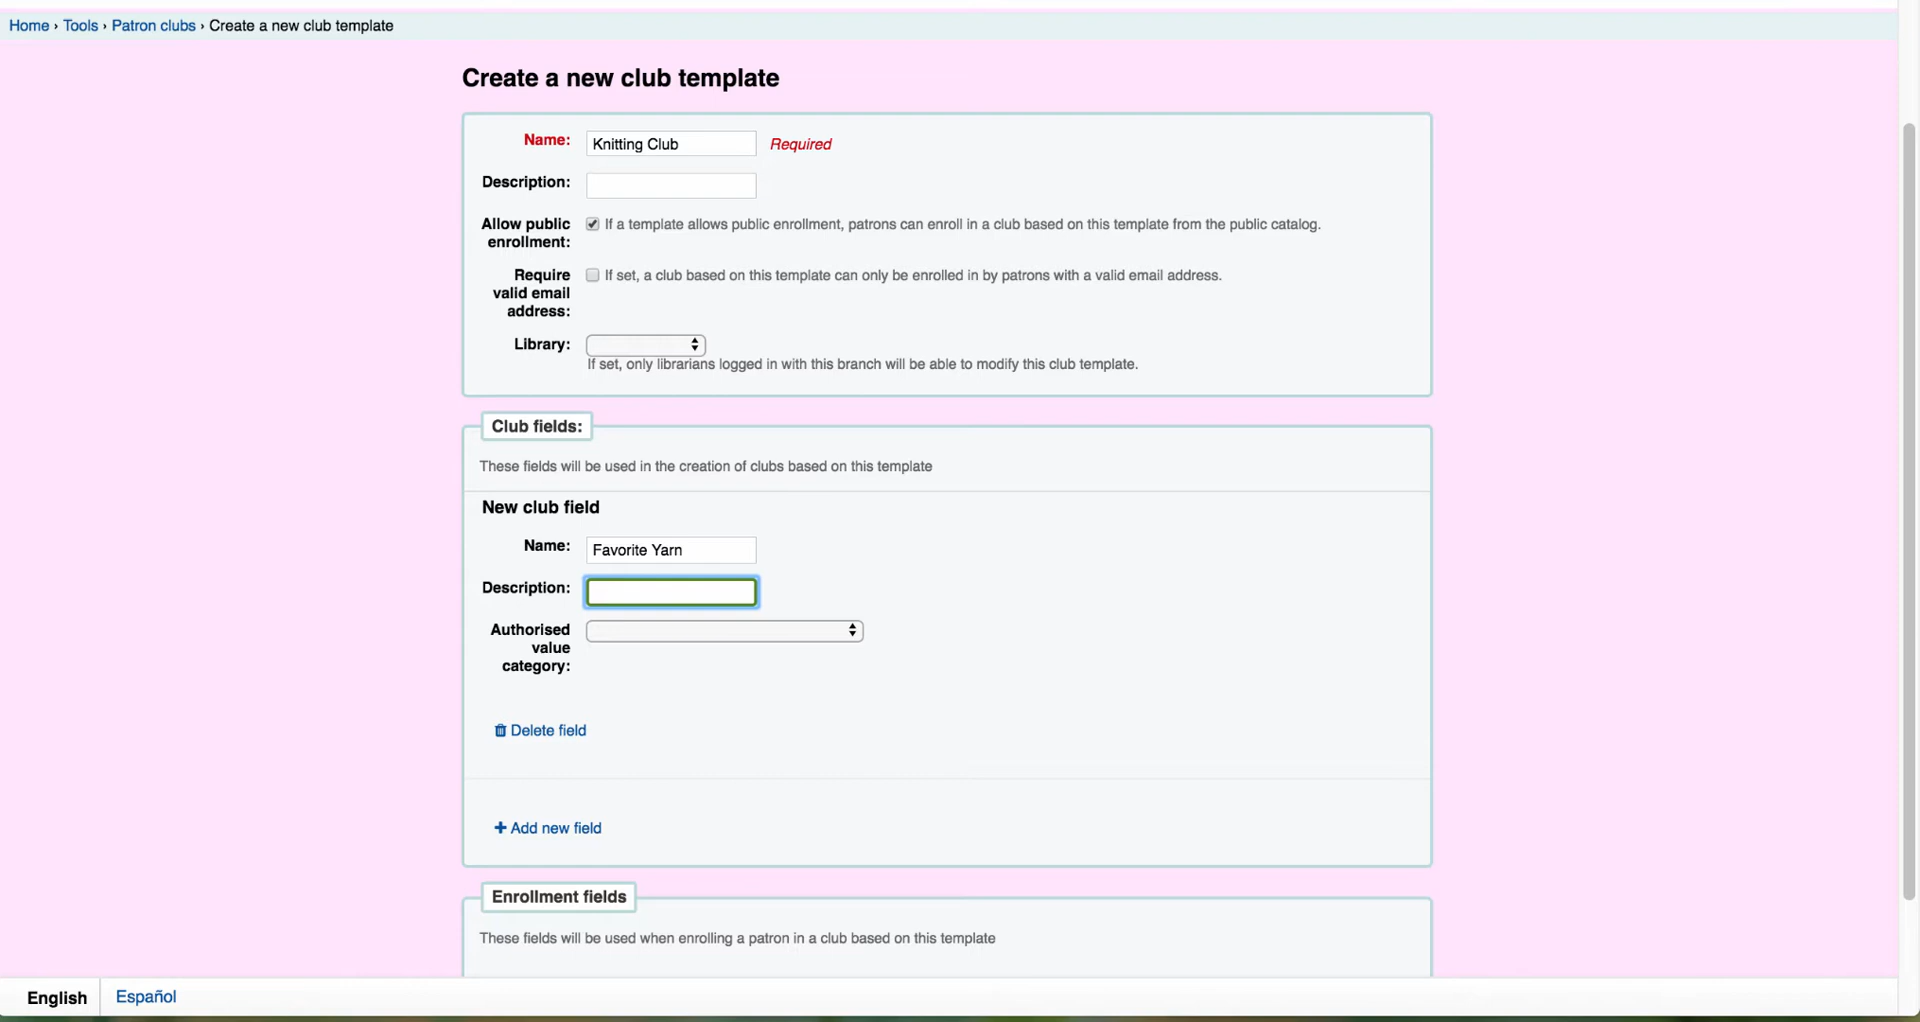 Home › Tools › Patron clubs › Create a new club template
Create a new club template
Name: Knitting Club Required
Description:
Allow public enrollment: If a template allows public enrollment, patrons can enroll in a club based on this template from the public catalog.
Require valid email address: If set, a club based on this template can only be enrolled in by patrons with a valid email address.
Library:
If set, only librarians logged in with this branch will be able to modify this club template.
Club fields:
These fields will be used in the creation of clubs based on this template
New club field
Name: Favorite Yarn
Description:
Authorised
value
category:
Delete field
+ Add new field
Enrollment fields
These fields will be used when enrolling a patron in a club based on this template
English Español